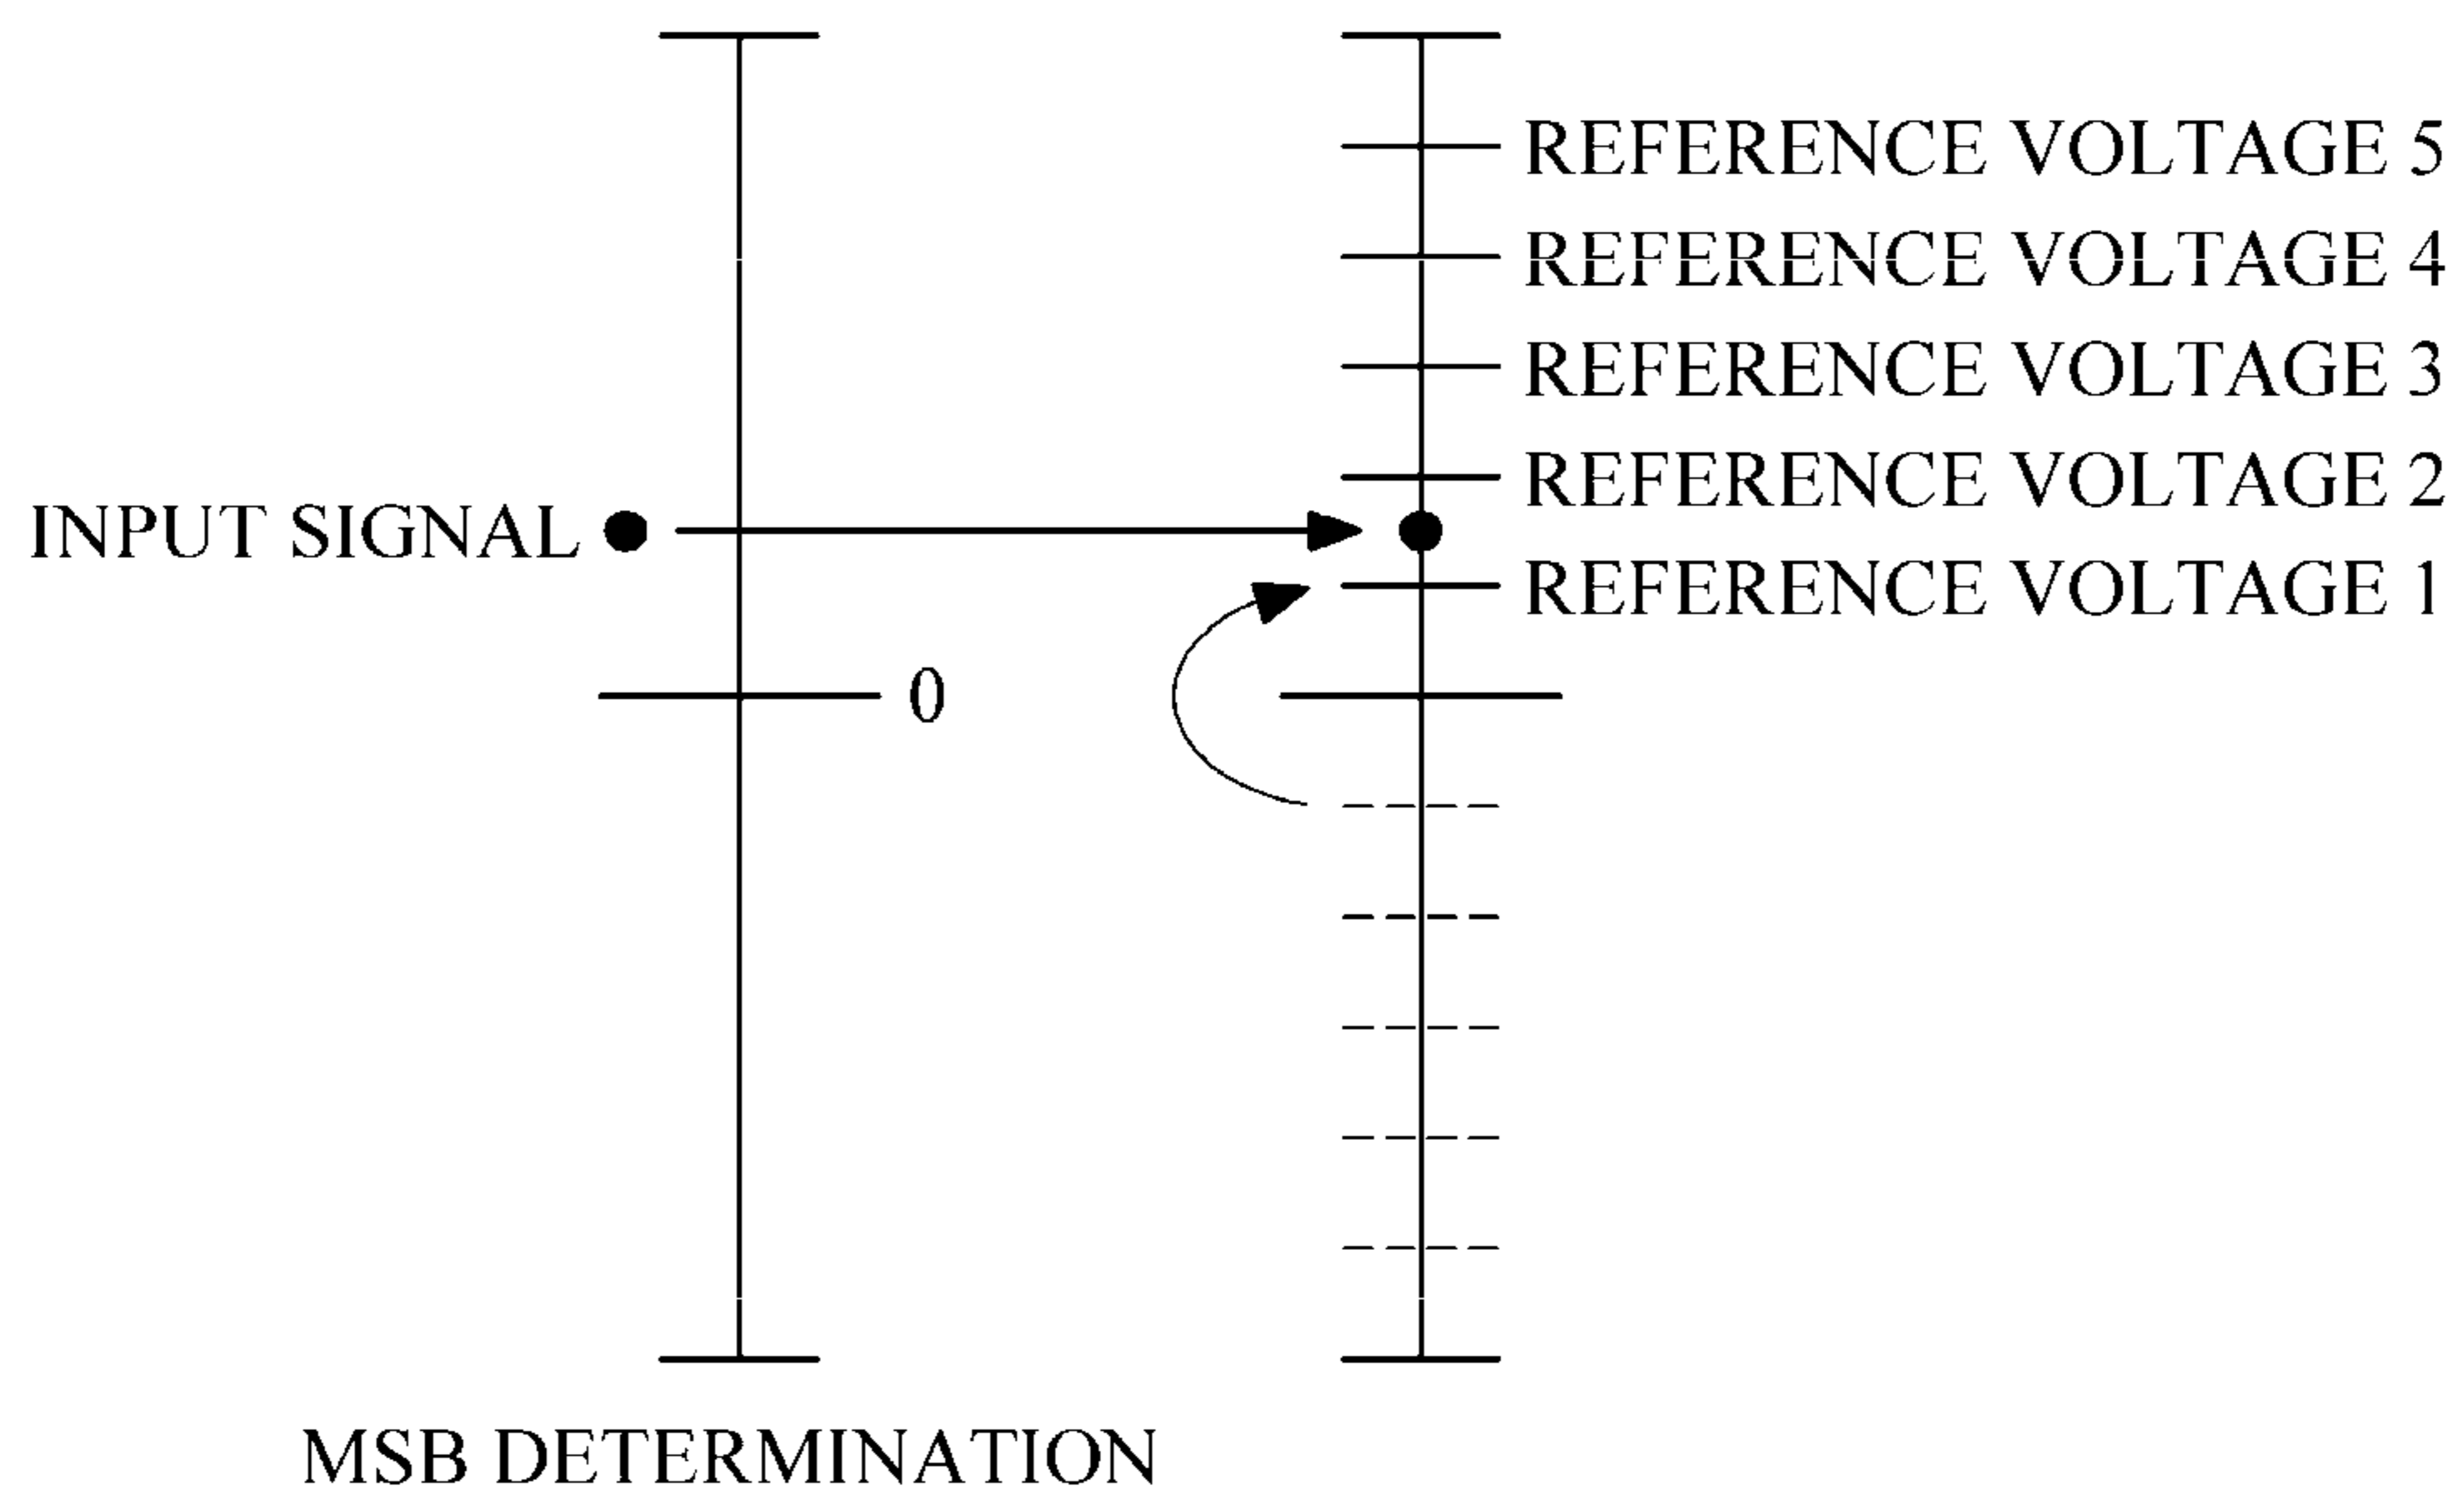 REFERENCE VOLTAGE 5
REFERENCE VOLTAGE 4
REFERENCE VOLTAGE 3
REFERENCE VOLTAGE 2
INPUT SIGNAL
REFERENCE VOLTAGE 1
0
MSB DETERMINATION